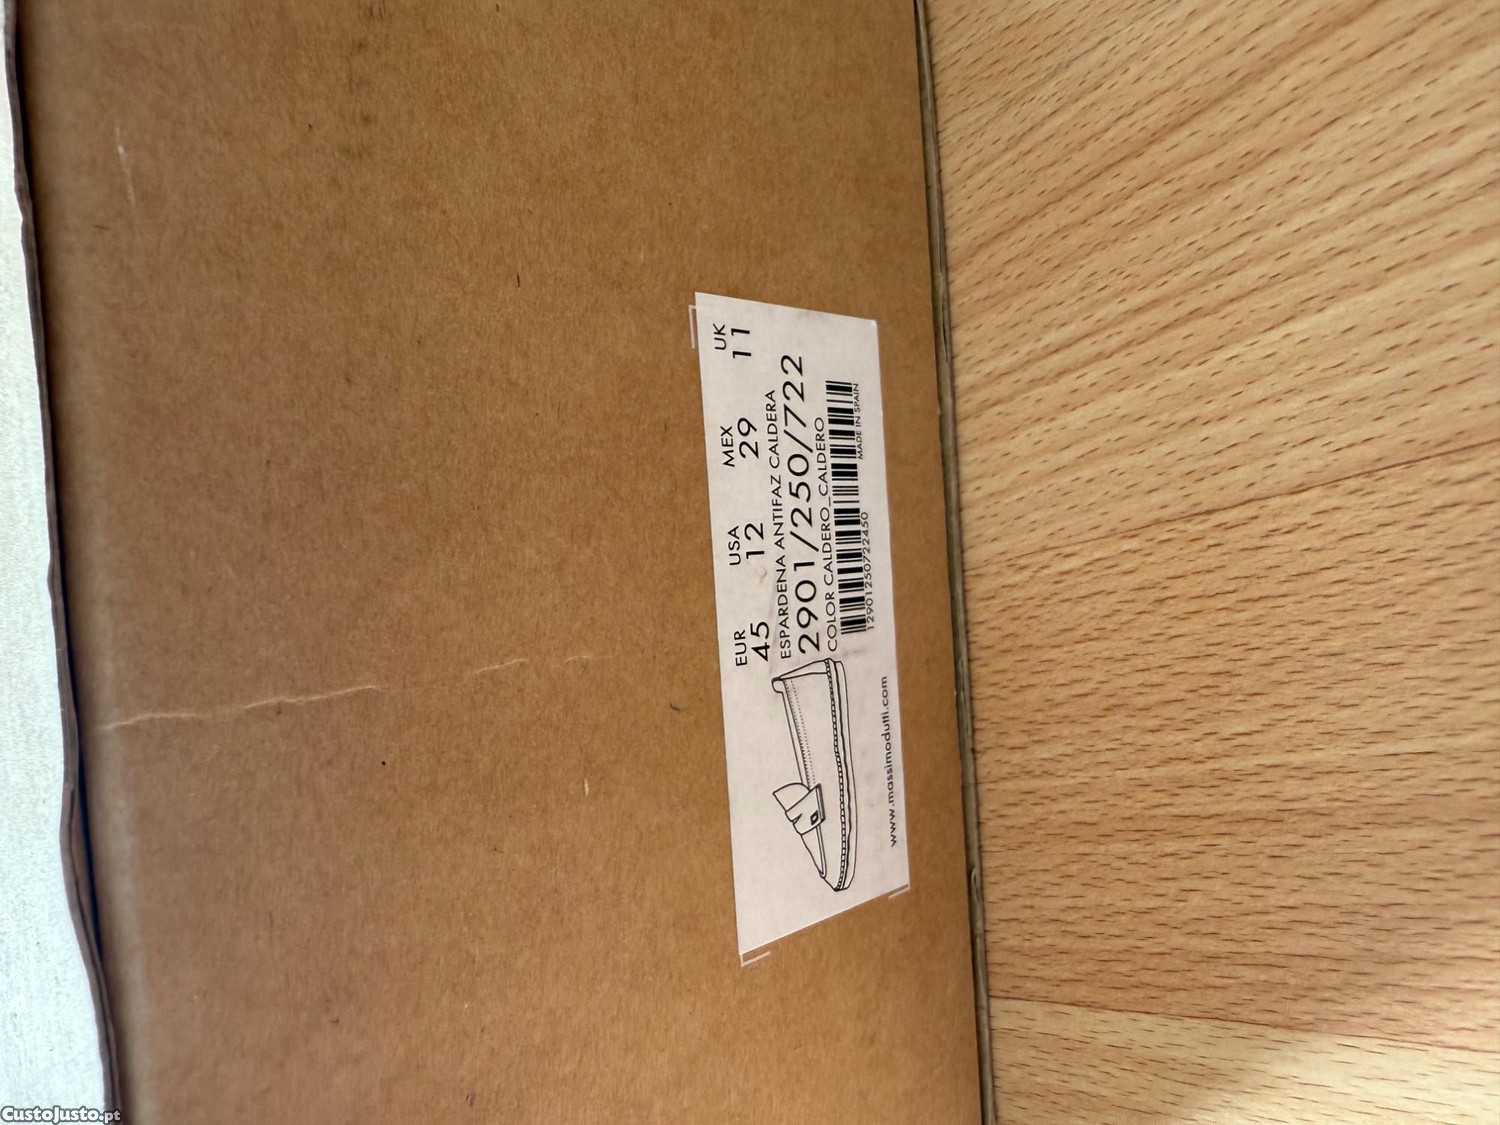 EUR USA MEX UK
45 12 29 11
ESPARDENA ANTIFAZ CALDERA
2901/250/722
COLOR CALDERO_CALDERO
12901250722450
MADE IN SPAIN
www.massimodutti.com
CustoJusto.pt